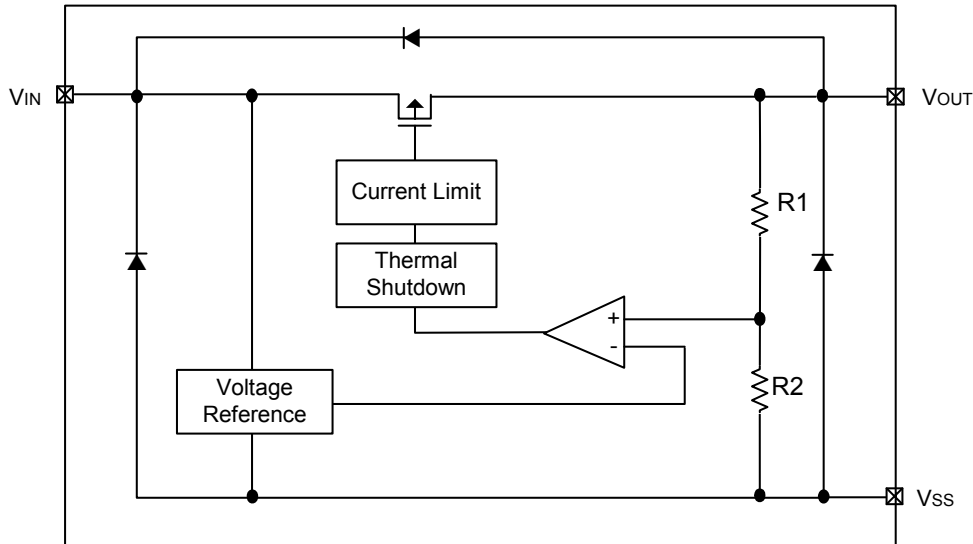 VIN
VOUT
Current Limit
R1
Thermal
Shutdown
+
-
R2
Voltage
Reference
VSS